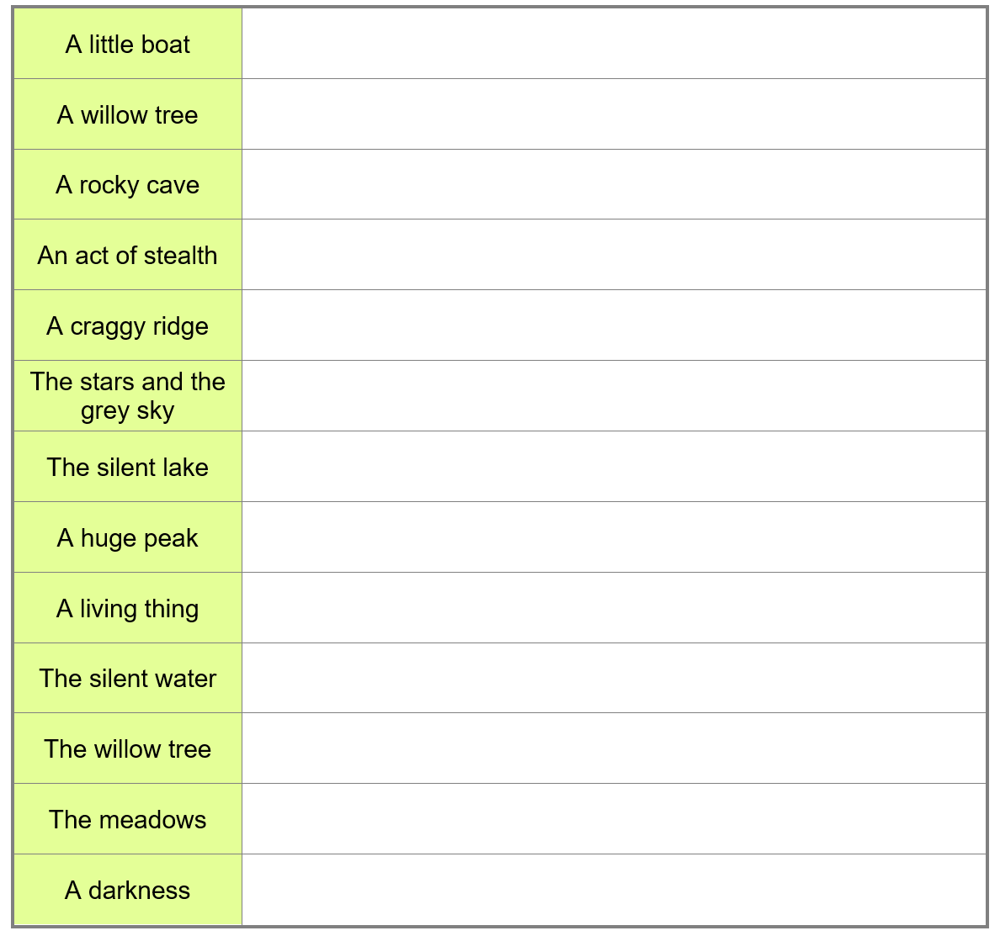 A little boat
A willow tree
A rocky cave
An act of stealth
A craggy ridge
The stars and the
grey sky
The silent lake
A huge peak
A living thing
The silent water
The willow tree
The meadows
A darkness